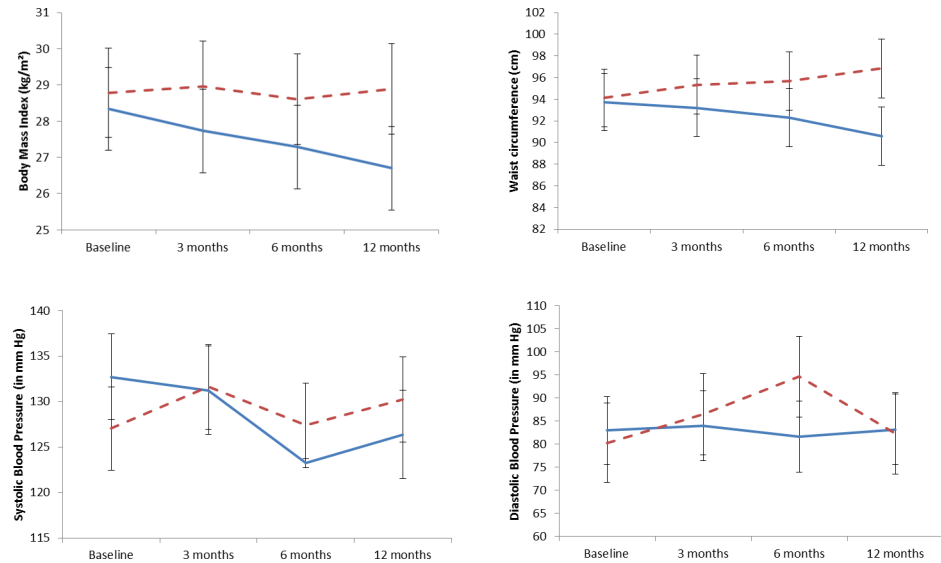 Body Mass Index (kg/m²)
31
30
29
28
27
26
25
Baseline
3 months
6 months
12 months
Waist circumference (cm)
102
100
98
96
94
92
90
88
86
84
82
Baseline
3 months
6 months
12 months
Systolic Blood Pressure (in mm Hg)
140
135
130
125
120
115
Baseline
3 months
6 months
12 months
Diastolic Blood Pressure (in mm Hg)
110
105
100
95
90
85
80
75
70
65
60
Baseline
3 months
6 months
12 months